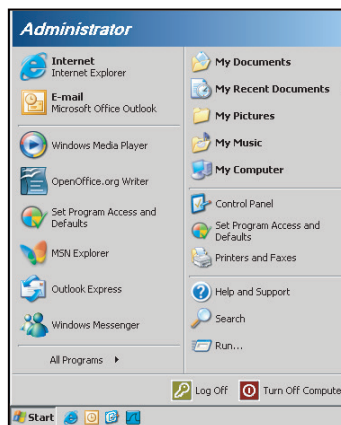 Administrator
Internet
Internet Explorer
E-mail
Microsoft Office Outlook
Windows Media Player
OpenOffice.org Writer
Set Program Access and
Defaults
MSN Explorer
Outlook Express
Windows Messenger
All Programs
My Documents
My Recent Documents
My Pictures
My Music
My Computer
Control Panel
Set Program Access and
Defaults
Printers and Faxes
Help and Support
Search
Run...
Log Off
Turn Off Compute
Start